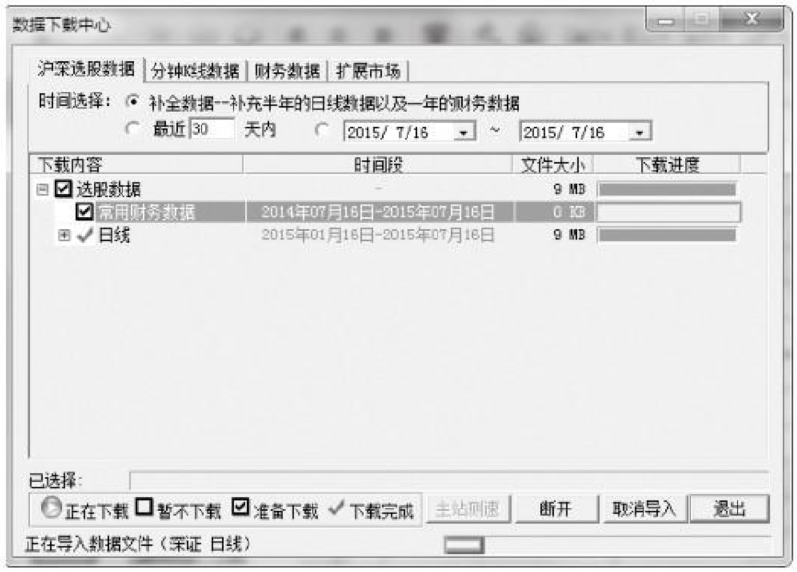 数据下载中心
沪深选股数据 分钟K线数据 财务数据 扩展市场
时间选择: 补全数据--补充半年的日线数据以及一年的财务数据
最近 30 天内 2015/ 7/16 ~ 2015/ 7/16
下载内容 时间段 文件大小 下载进度
选股数据 - 9 MB
常用财务数据 2014年07月16日-2015年07月16日 0 KB
日线 2015年01月16日-2015年07月16日 9 MB
已选择:
正在下载 暂不下载 准备下载 下载完成 主站测速 断开 取消导入 退出
正在导入数据文件(深证 日线)